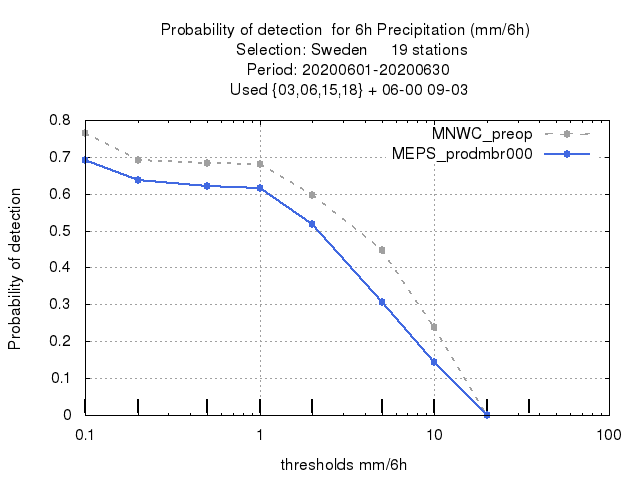 Probability of detection  for 6h Precipitation (mm/6h)
Selection: Sweden     19 stations
Period: 20200601-20200630
Used {03,06,15,18} + 06-00 09-03
MNWC_preop
MEPS_prodmbr000
Probability of detection
0.8
0.7
0.6
0.5
0.4
0.3
0.2
0.1
0
0.1
1
10
100
thresholds mm/6h